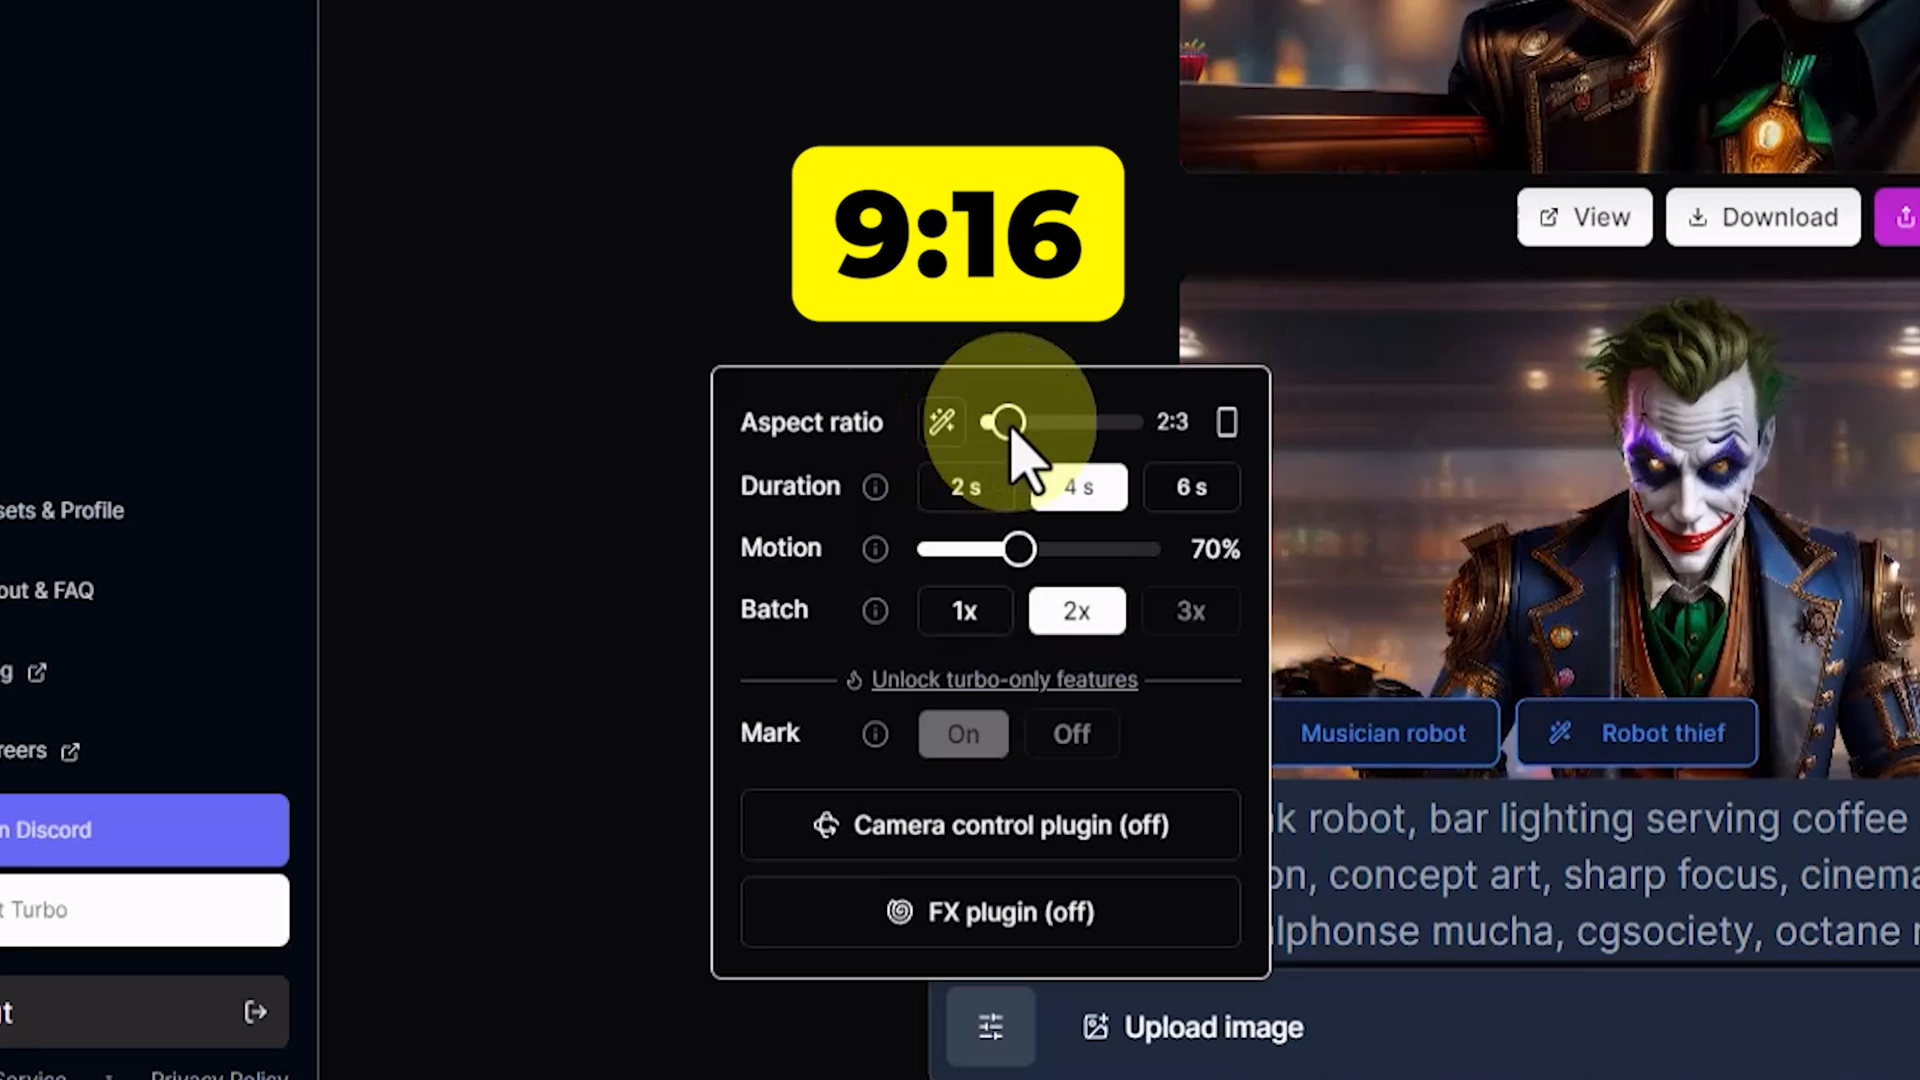 9:16
View
Download
Aspect ratio
2:3
Duration
2 s
4 s
6 s
Motion
70%
Batch
1x
2x
3x
Unlock turbo-only features
Mark
On
Off
Camera control plugin (off)
FX plugin (off)
sets & Profile
out & FAQ
g
reers
n Discord
t Turbo
t
Service
Privacy Policy
Musician robot
Robot thief
k robot, bar lighting serving coffee
on, concept art, sharp focus, cinema
alphonse mucha, cgsociety, octane r
Upload image